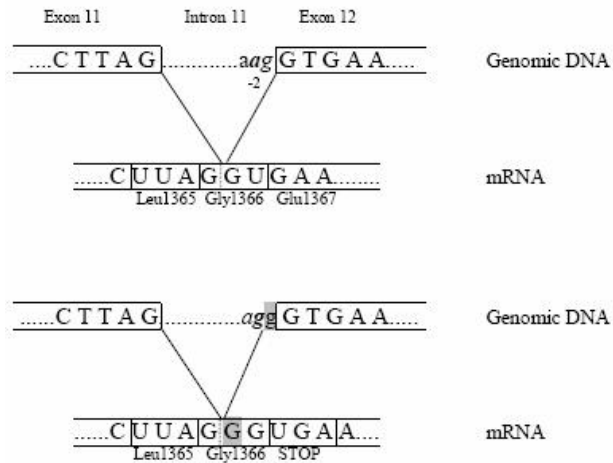 Exon 11 Intron 11 Exon 12
....C T T A G ............aag G T G A A..... Genomic DNA
-2
......C U U A G G U G A A........ mRNA
Leu1365 Gly1366 Glu1367
......C T T A G .............agg G T G A A..... Genomic DNA
......C U U A G G G U G A A..... mRNA
Leu1365 Gly1366 STOP